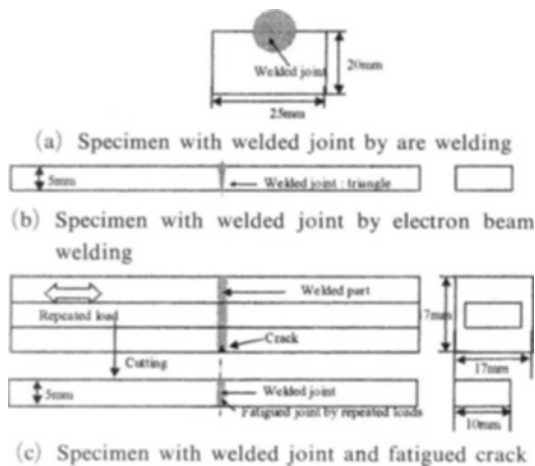 Welded joint
20mm
25mm
(a) Specimen with welded joint by are welding
5mm
Welded joint : triangle
(b) Specimen with welded joint by electron beam
welding
Welded part
Repeated load
17mm
Crack
Cutting
17mm
5mm
Welded joint
Fatigued joint by repeated loads
10mm
(c) Specimen with welded joint and fatigued crack